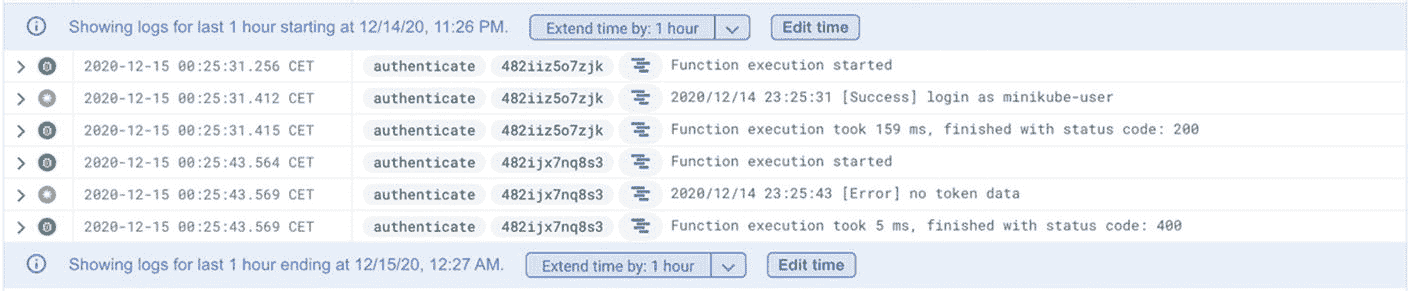 Showing logs for last 1 hour starting at 12/14/20, 11:26 PM. Extend time by: 1 hour Edit time
2020-12-15 00:25:31.256 CET authenticate 482iiz5o7zjk Function execution started
2020-12-15 00:25:31.412 CET authenticate 482iiz5o7zjk 2020/12/14 23:25:31 [Success] login as minikube-user
2020-12-15 00:25:31.415 CET authenticate 482iiz5o7zjk Function execution took 159 ms, finished with status code: 200
2020-12-15 00:25:43.564 CET authenticate 482ijx7nq8s3 Function execution started
2020-12-15 00:25:43.569 CET authenticate 482ijx7nq8s3 2020/12/14 23:25:43 [Error] no token data
2020-12-15 00:25:43.569 CET authenticate 482ijx7nq8s3 Function execution took 5 ms, finished with status code: 400
Showing logs for last 1 hour ending at 12/15/20, 12:27 AM. Extend time by: 1 hour Edit time